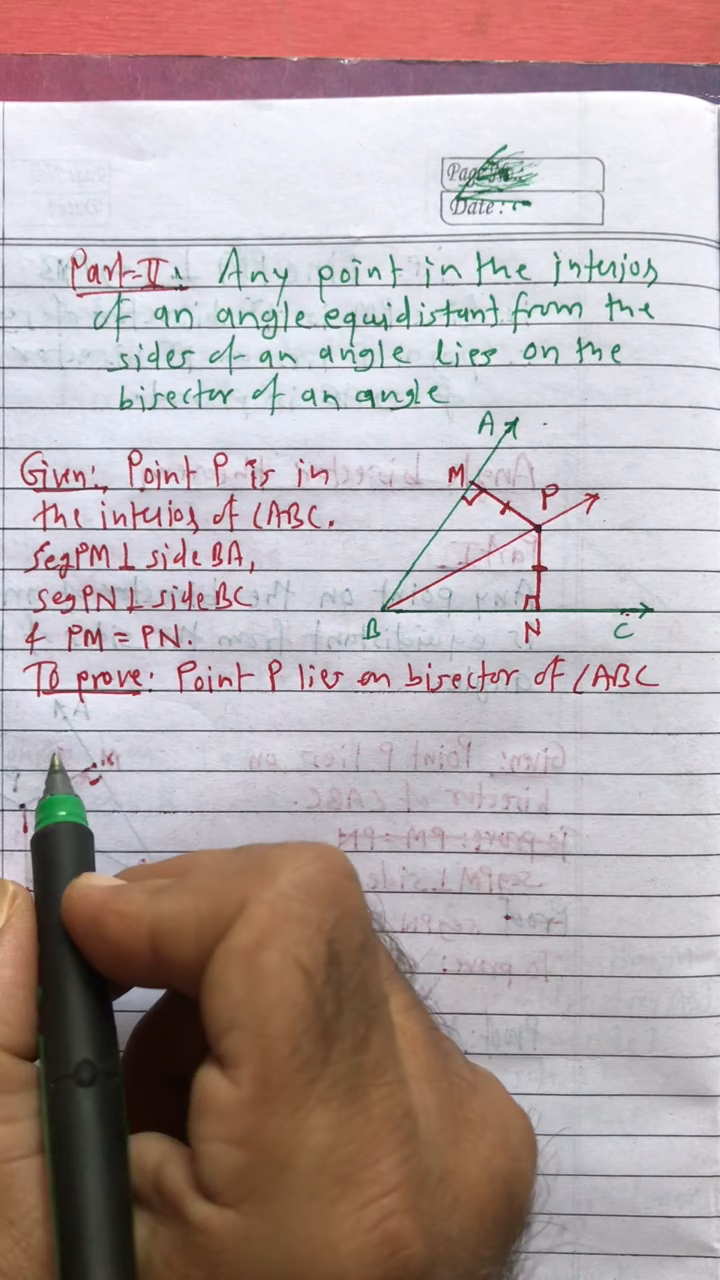 Page No.:
Date:
Part-II: Any point in the interior
of an angle equidistant from the
sides of an angle lies on the
bisector of an angle
A
Given: Point P is in
M
P
the interior of ∠ABC.
seg PM ⊥ side BA,
seg PN ⊥ side BC
& PM = PN.
B
N
C
To prove: Point P lies on bisector of ∠ABC